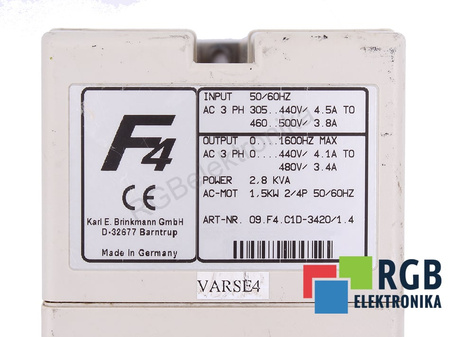 F4
CE
Karl E. Brinkmann GmbH
D-32677 Barntrup
Made in Germany
INPUT 50/60HZ
AC 3 PH 305...440V/ 4.5A TO
460...500V/ 3.8A
OUTPUT 0...1600HZ MAX
AC 3 PH 0....440V/ 4.1A TO
480V/ 3.4A
POWER 2,8 KVA
AC-MOT 1,5KW 2/4P 50/60HZ
ART-NR. 09.F4.C1D-3420/1.4
VARSE4
RGBelektronika
RGB
ELEKTRONIKA